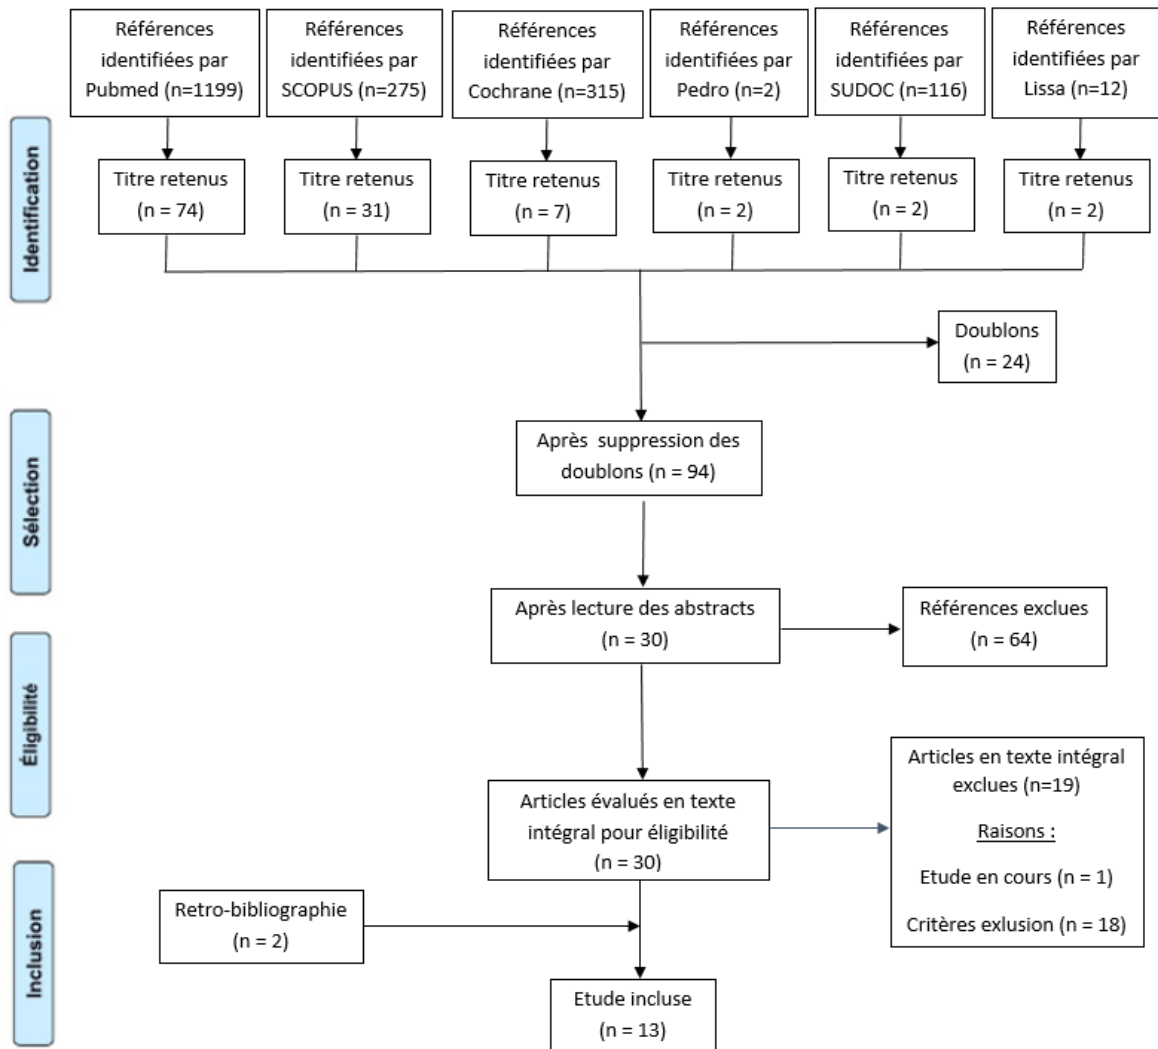 Références
identifiées par
Pubmed (n=1199)
Références
identifiées par
SCOPUS (n=275)
Références
identifiées par
Cochrane (n=315)
Références
identifiées par
Pedro (n=2)
Références
identifiées par
SUDOC (n=116)
Références
identifiées par
Lissa (n=12)
Identification
Titre retenus
(n = 74)
Titre retenus
(n = 31)
Titre retenus
(n = 7)
Titre retenus
(n = 2)
Titre retenus
(n = 2)
Titre retenus
(n = 2)
Doublons
(n = 24)
Sélection
Après suppression des
doublons (n = 94)
Après lecture des abstracts
(n = 30)
Références exclues
(n = 64)
Éligibilité
Articles évalués en texte
intégral pour éligibilité
(n = 30)
Articles en texte intégral
exclues (n=19)
Raisons :
Etude en cours (n = 1)
Critères exlusion (n = 18)
Inclusion
Retro-bibliographie
(n = 2)
Etude incluse
(n = 13)